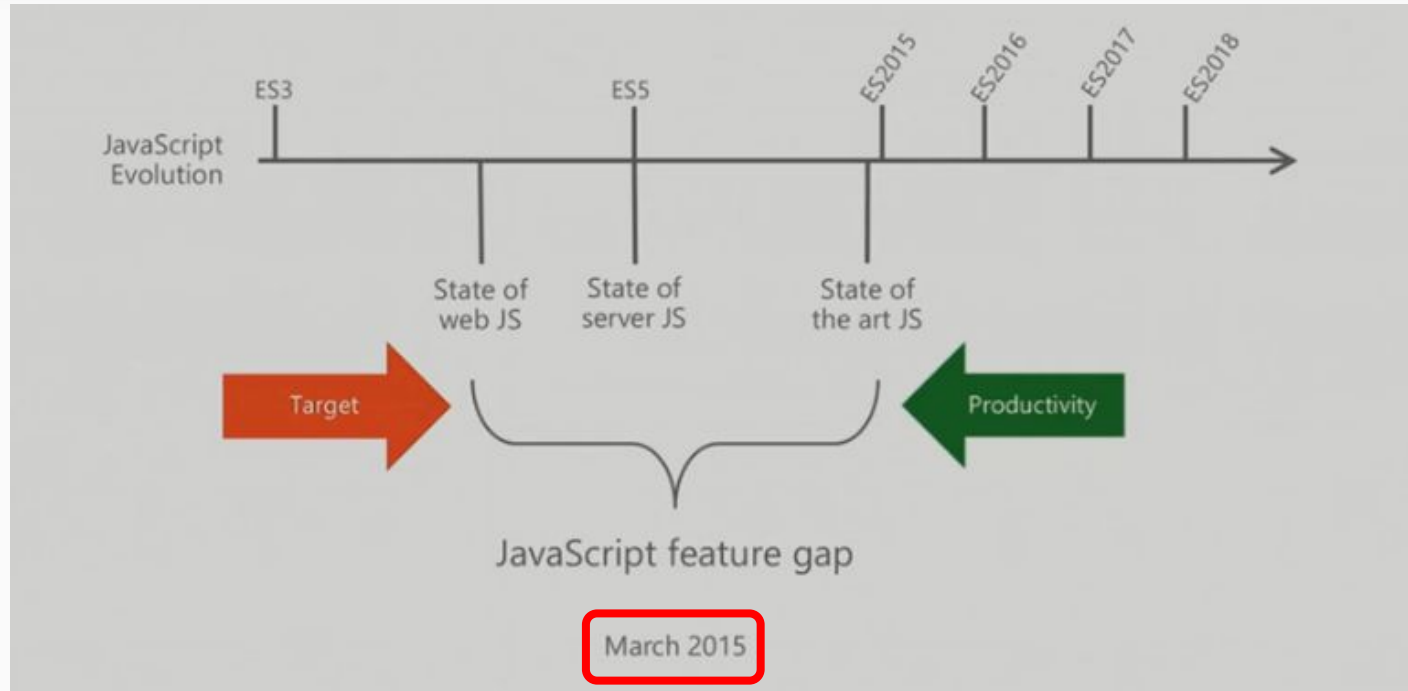 ES3
ES5
ES2015
ES2016
ES2017
ES2018
JavaScript
Evolution
State of
web JS
State of
server JS
State of
the art JS
Target
Productivity
JavaScript feature gap
March 2015